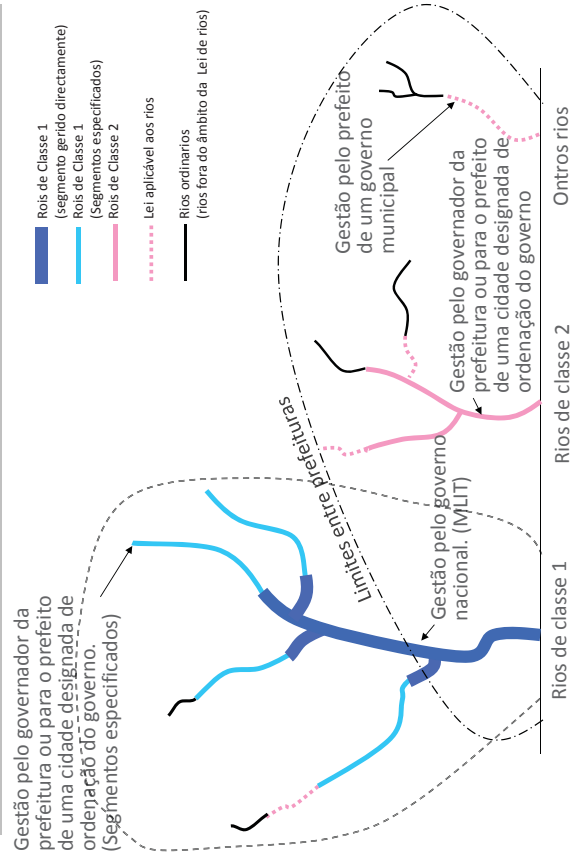 Gestão pelo governador da
prefeitura ou para o prefeito
de uma cidade designada de
ordenação do governo.
(Segmentos especificados)
Rois de Classe 1
(segmento gerido directamente)
Rois de Classe 1
(Segmentos especificados)
Rois de Classe 2
Lei aplicável aos rios
Rios ordinarios
(rios fora do âmbito da Lei de rios)
Limites entre prefeituras
Gestão pelo governo
nacional. (MLIT)
Gestão pelo governador da
prefeitura ou para o prefeito
de uma cidade designada de
ordenação do governo
Gestão pelo prefeito
de um governo
municipal
Rios de classe 1
Rios de classe 2
Ontros rios